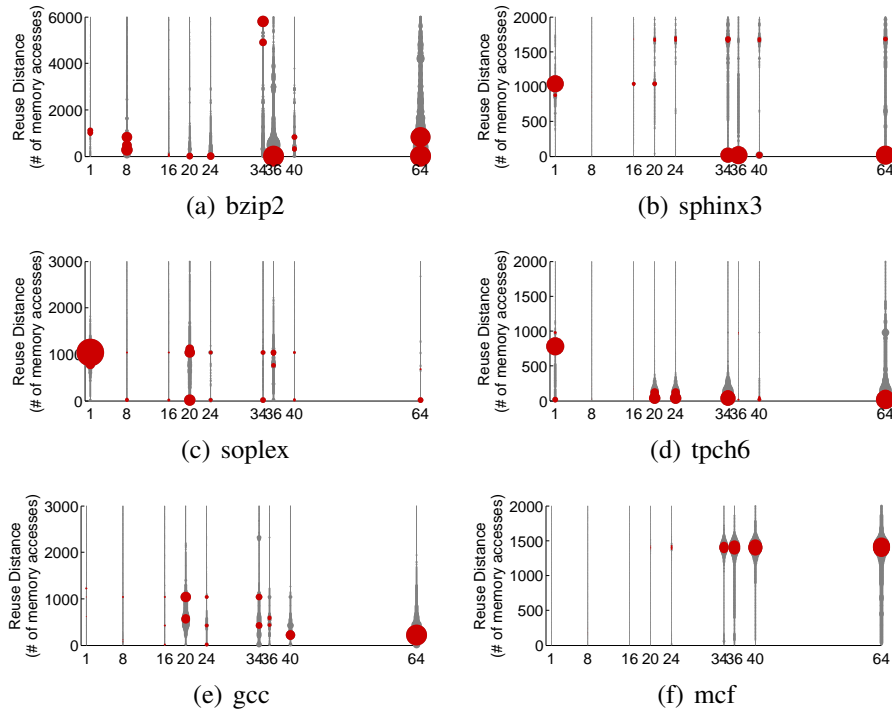 Reuse Distance
(# of memory accesses)
6000
4000
2000
0
1 8 16 20 24 34 36 40 64
(a) bzip2
Reuse Distance
(# of memory accesses)
2000
1500
1000
500
0
1 8 16 20 24 34 36 40 64
(b) sphinx3
Reuse Distance
(# of memory accesses)
3000
2000
1000
0
1 8 16 20 24 34 36 40 64
(c) soplex
Reuse Distance
(# of memory accesses)
2000
1500
1000
500
0
1 8 16 20 24 34 36 40 64
(d) tpch6
Reuse Distance
(# of memory accesses)
3000
2000
1000
0
1 8 16 20 24 34 36 40 64
(e) gcc
Reuse Distance
(# of memory accesses)
2000
1500
1000
500
0
1 8 16 20 24 34 36 40 64
(f) mcf